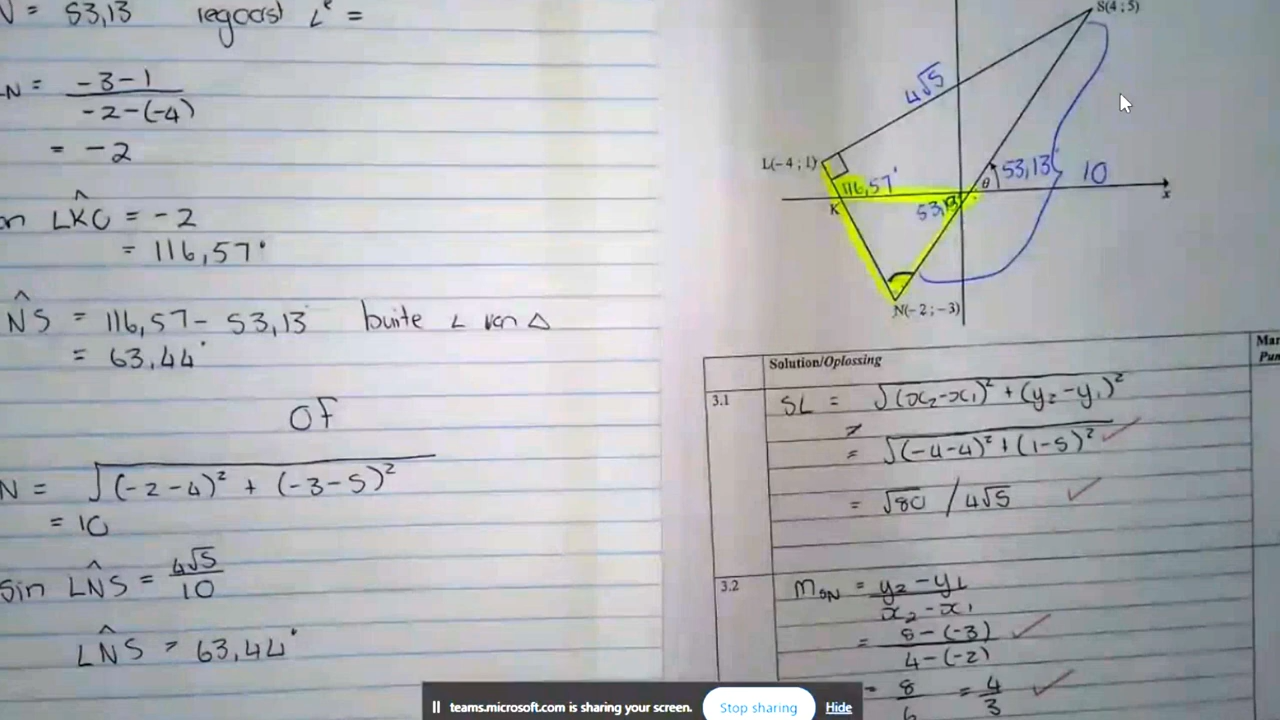 = 53,13 regoorst Ls =
N = -3-1
-2-(-4)
= -2
LK̂O = -2
= 116,57°
N̂S = 116,57 - 53,13 buite ∠ van △
= 63,44°
OF
N = √(-2-4)² + (-3-5)²
= 10
Sin LN̂S = 4√5
10
LN̂S = 63,44°
S(4 ; 5)
4√5
L(-4 ; 1)
116,57°
θ
53,13°
10
K
53,13
x
N(-2 ; -3)
Solution/Oplossing
3.1
SL = √(x₂-x₁)² + (y₂-y₁)²
= √(-4-4)² + (1-5)²
= √80 / 4√5
3.2
mSN = y₂-y₁
x₂-x₁
= 5-(-3)
4-(-2)
= 8 = 4
6 3
teams.microsoft.com is sharing your screen.
Stop sharing
Hide